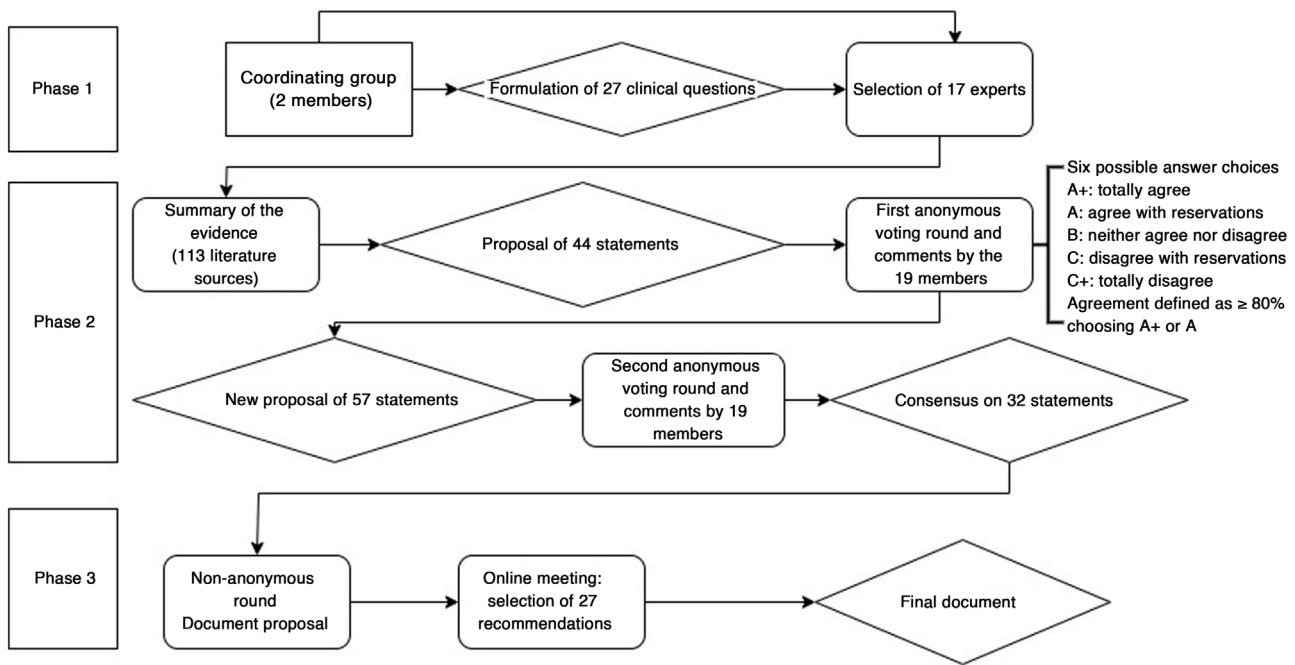 Phase 1
Coordinating group
(2 members)
Formulation of 27 clinical questions
Selection of 17 experts
Phase 2
Summary of the
evidence
(113 literature
sources)
Proposal of 44 statements
First anonymous
voting round and
comments by the
19 members
Six possible answer choices
A+: totally agree
A: agree with reservations
B: neither agree nor disagree
C: disagree with reservations
C+: totally disagree
Agreement defined as ≥ 80%
choosing A+ or A
New proposal of 57 statements
Second anonymous
voting round and
comments by 19
members
Consensus on 32 statements
Phase 3
Non-anonymous
round
Document proposal
Online meeting:
selection of 27
recommendations
Final document